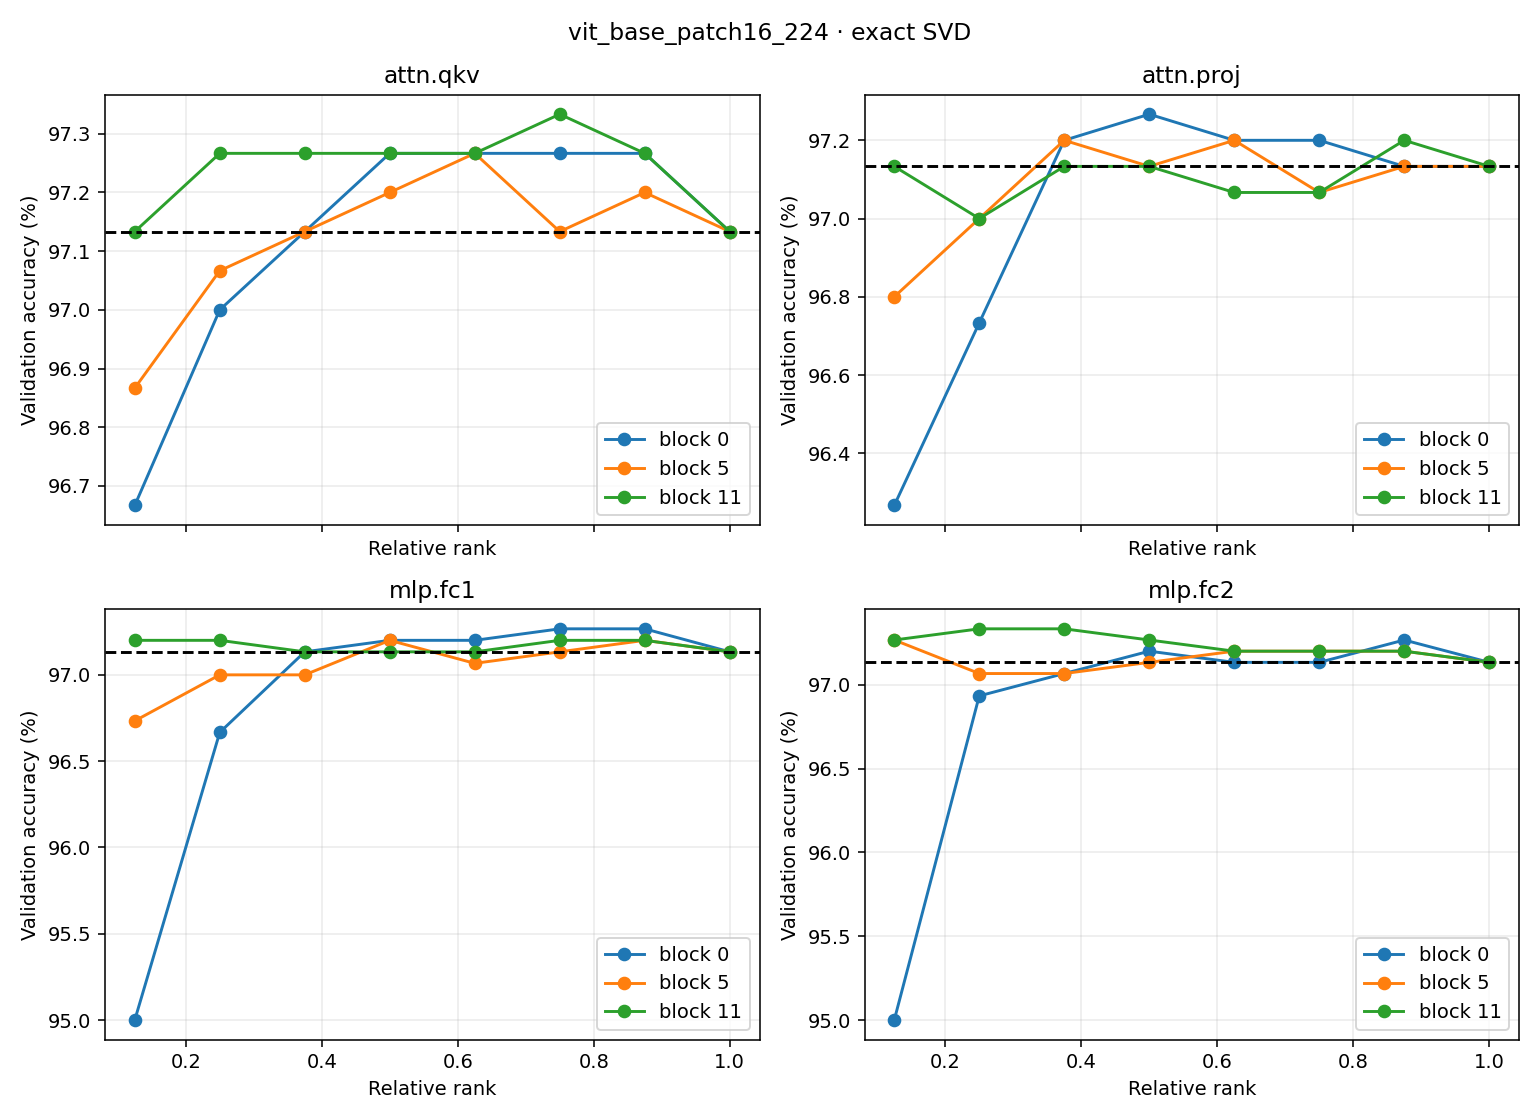 vit_base_patch16_224 · exact SVD
attn.qkv
Validation accuracy (%)
97.3
97.2
97.1
97.0
96.9
96.8
96.7
block 0
block 5
block 11
Relative rank
attn.proj
Validation accuracy (%)
97.2
97.0
96.8
96.6
96.4
block 0
block 5
block 11
Relative rank
mlp.fc1
Validation accuracy (%)
97.0
96.5
96.0
95.5
95.0
block 0
block 5
block 11
0.2 0.4 0.6 0.8 1.0
Relative rank
mlp.fc2
Validation accuracy (%)
97.0
96.5
96.0
95.5
95.0
block 0
block 5
block 11
0.2 0.4 0.6 0.8 1.0
Relative rank